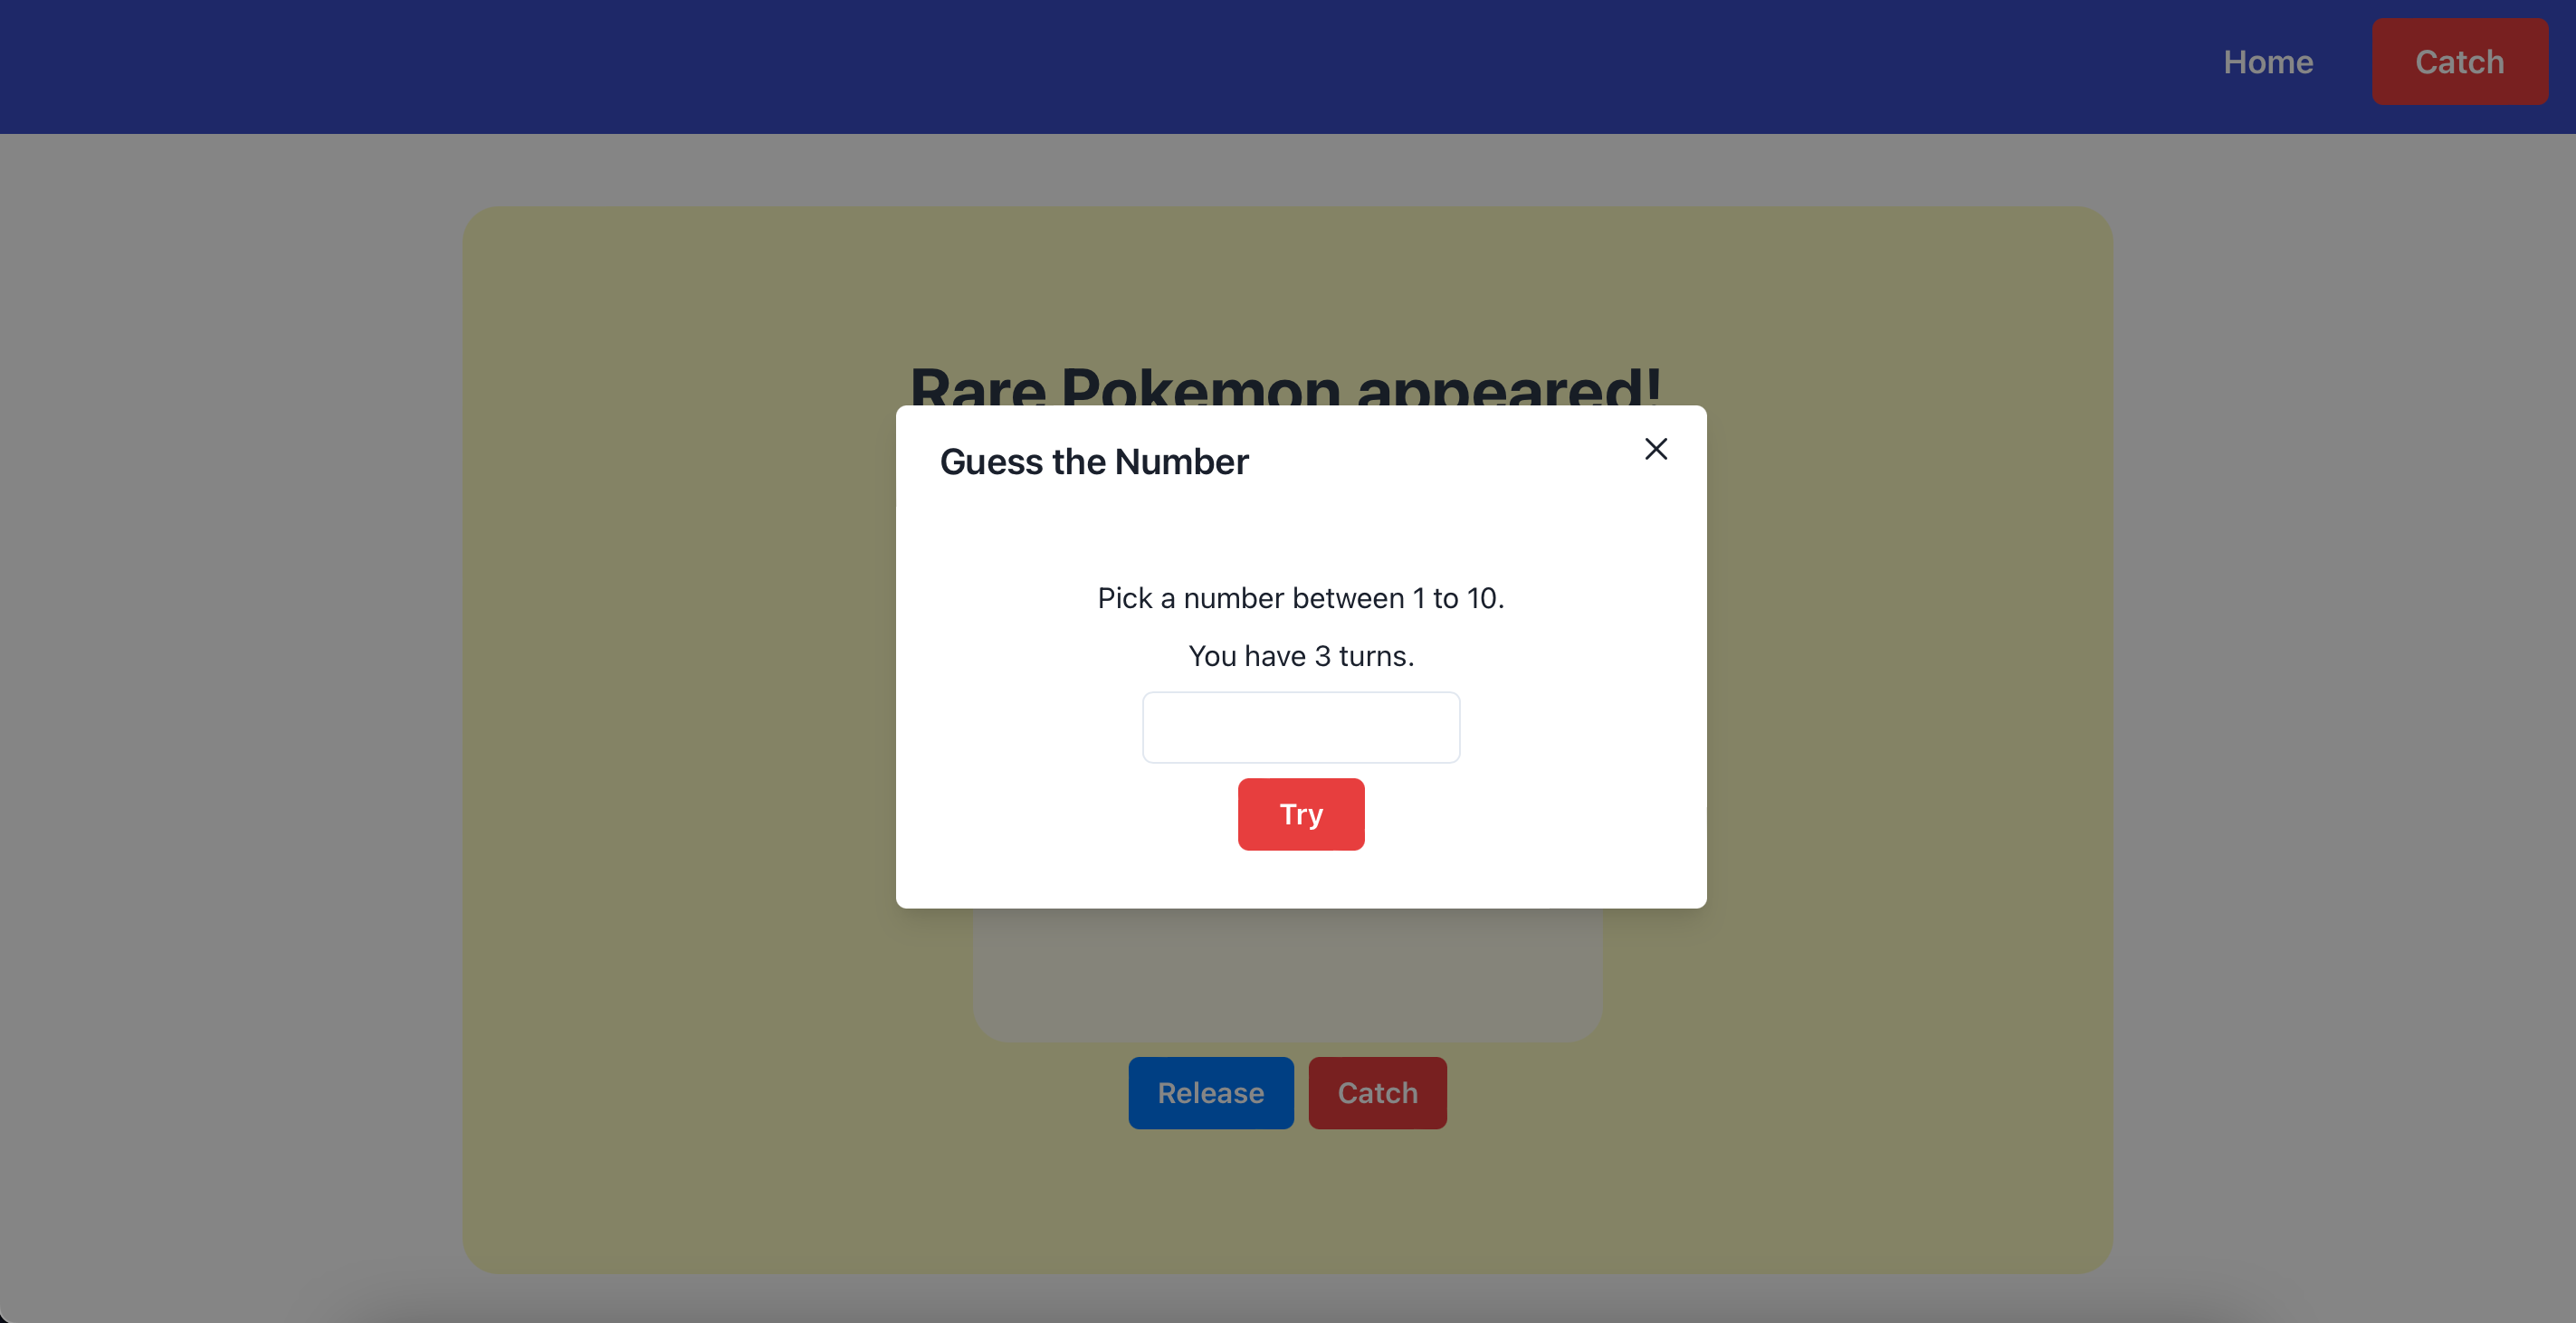 Home
Catch
Rare Pokemon appeared!
Guess the Number
Pick a number between 1 to 10.
You have 3 turns.
Try
Release
Catch